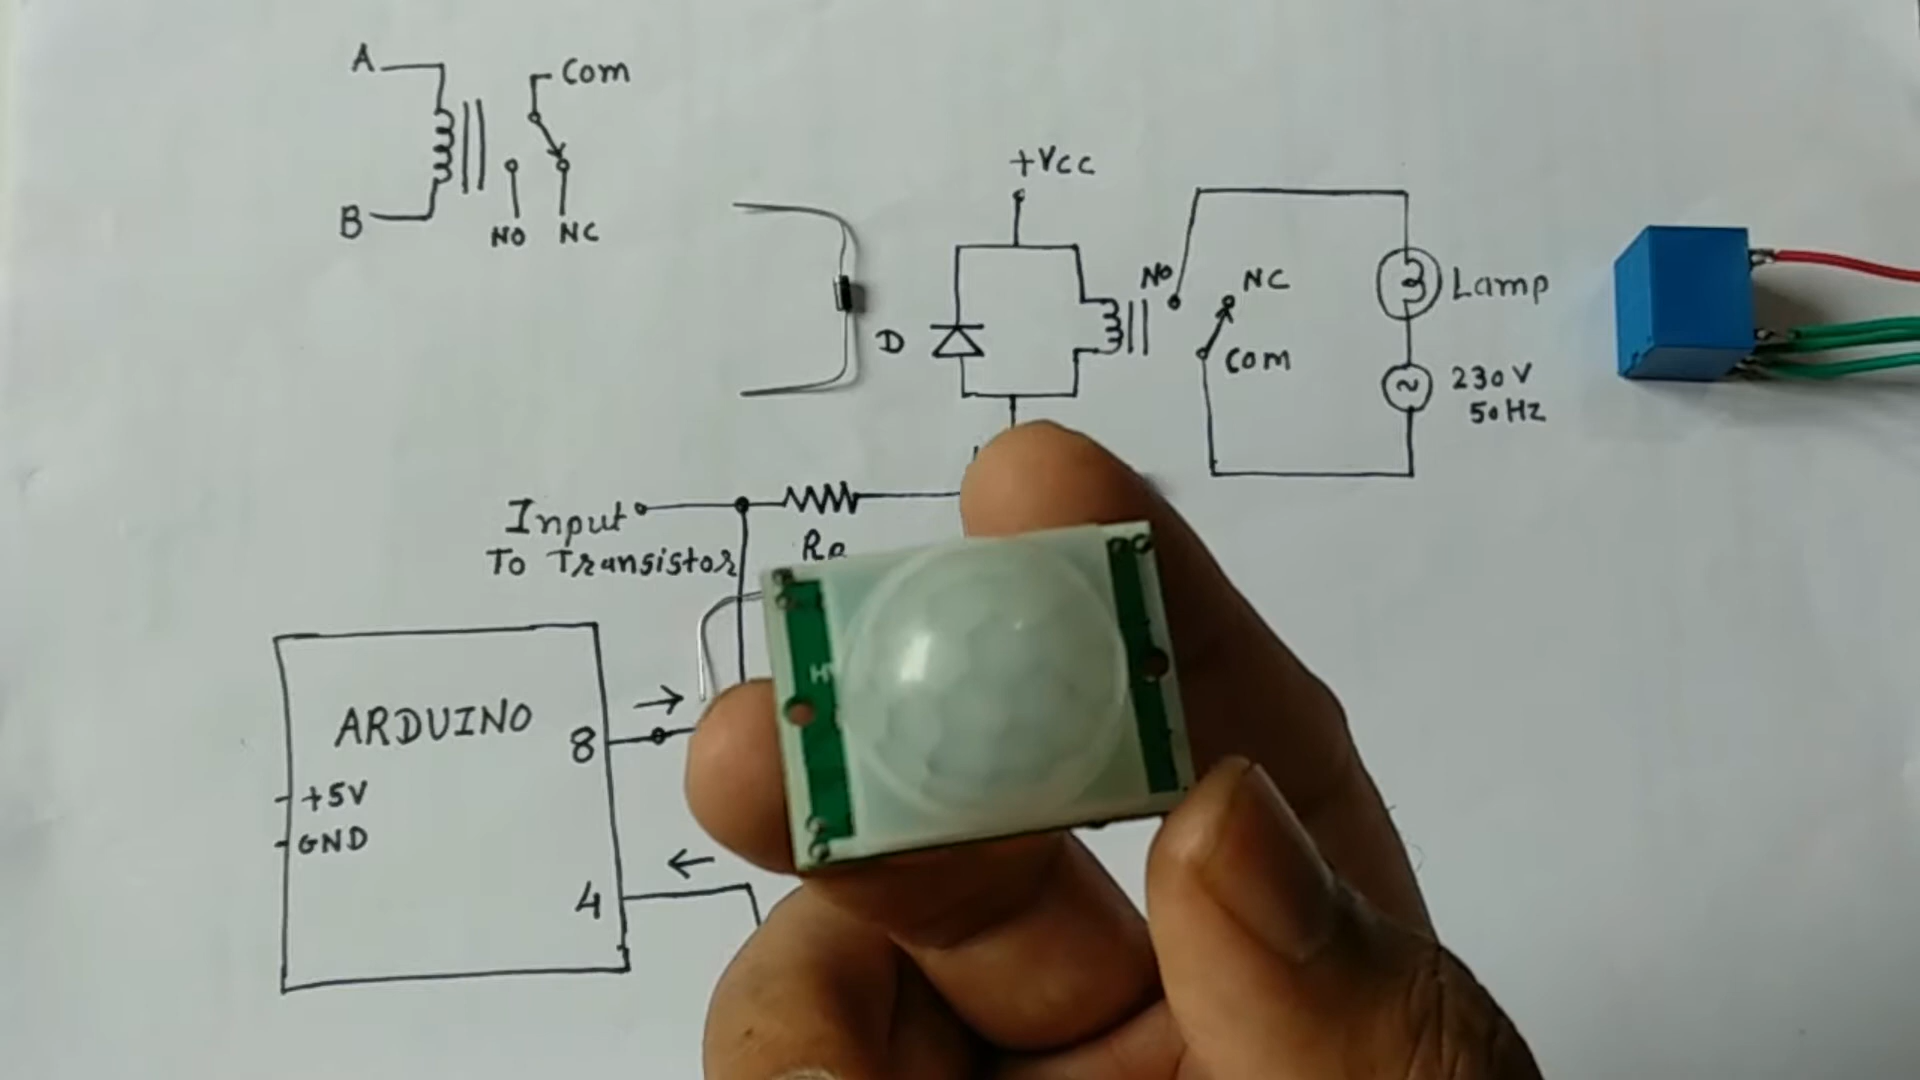 A
Com
B
NO
NC
+Vcc
NO
NC
Com
D
Lamp
230V
50Hz
Input
To Transistor
ARDUINO
8
+5V
GND
4